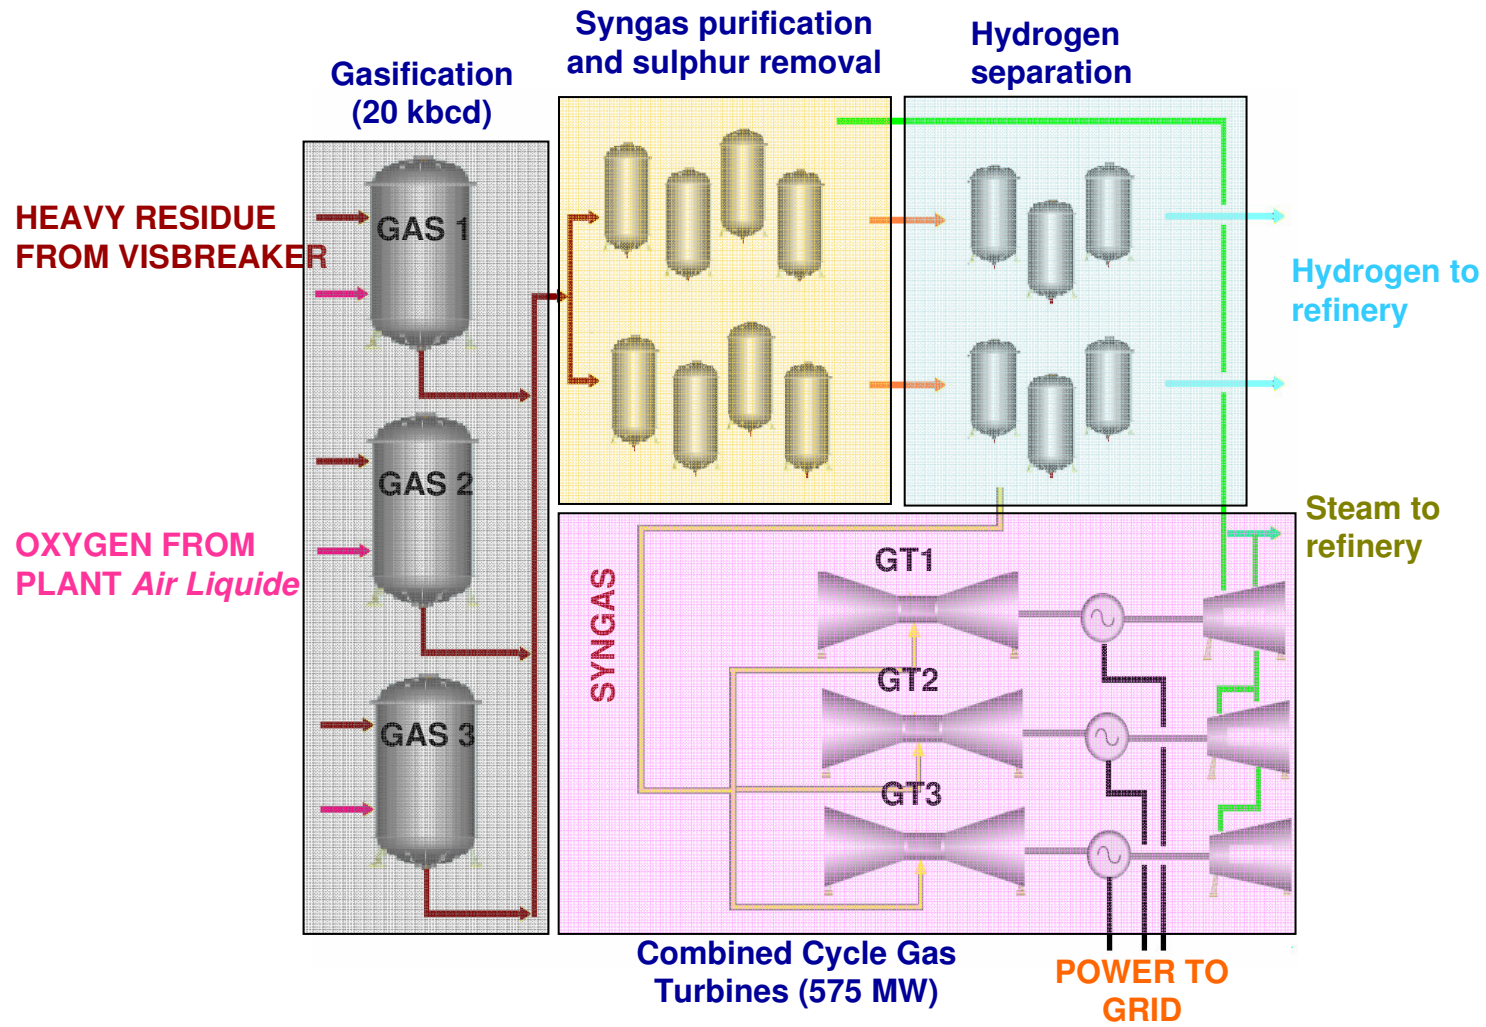 Syngas purification
and sulphur removal
Hydrogen
separation
Gasification
(20 kbcd)
HEAVY RESIDUE
FROM VISBREAKER
GAS 1
Hydrogen to
refinery
GAS 2
OXYGEN FROM
PLANT Air Liquide
Steam to
refinery
SYNGAS
GT1
GT2
GAS 3
GT3
Combined Cycle Gas
Turbines (575 MW)
POWER TO
GRID